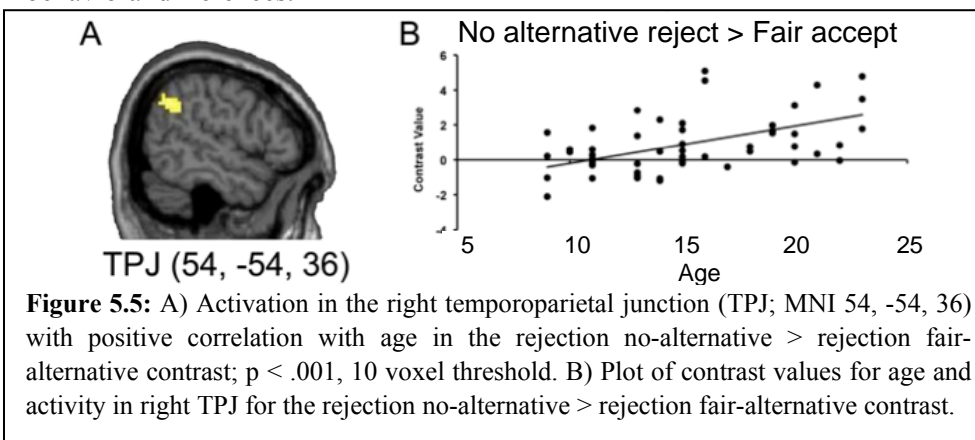 A
B No alternative reject > Fair accept
6
4
2
0
-2
Contrast Value
5 10 15 20 25
Age
TPJ (54, -54, 36)
Figure 5.5: A) Activation in the right temporoparietal junction (TPJ; MNI 54, -54, 36)
with positive correlation with age in the rejection no-alternative > rejection fair-
alternative contrast; p < .001, 10 voxel threshold. B) Plot of contrast values for age and
activity in right TPJ for the rejection no-alternative > rejection fair-alternative contrast.